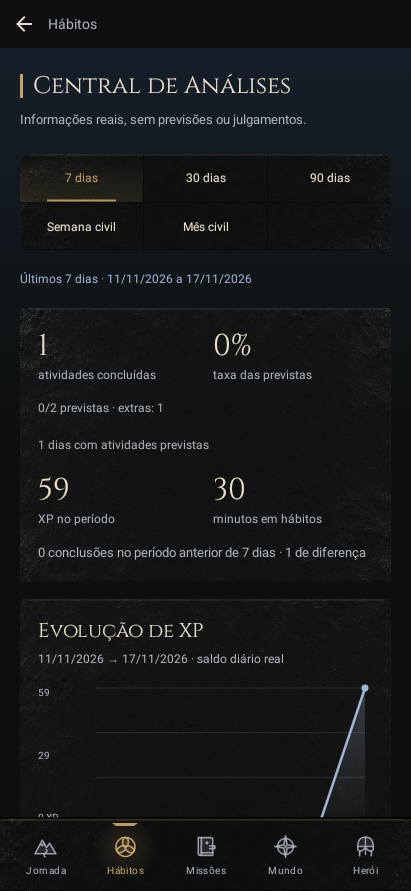 Hábitos
Central de Análises
Informações reais, sem previsões ou julgamentos.
7 dias
30 dias
90 dias
Semana civil
Mês civil
Últimos 7 dias · 11/11/2026 a 17/11/2026
1
0%
atividades concluídas
taxa das previstas
0/2 previstas · extras: 1
1 dias com atividades previstas
59
30
XP no período
minutos em hábitos
0 conclusões no período anterior de 7 dias · 1 de diferença
Evolução de XP
11/11/2026 → 17/11/2026 · saldo diário real
59
29
0 XP
Jornada
Hábitos
Missões
Mundo
Herói